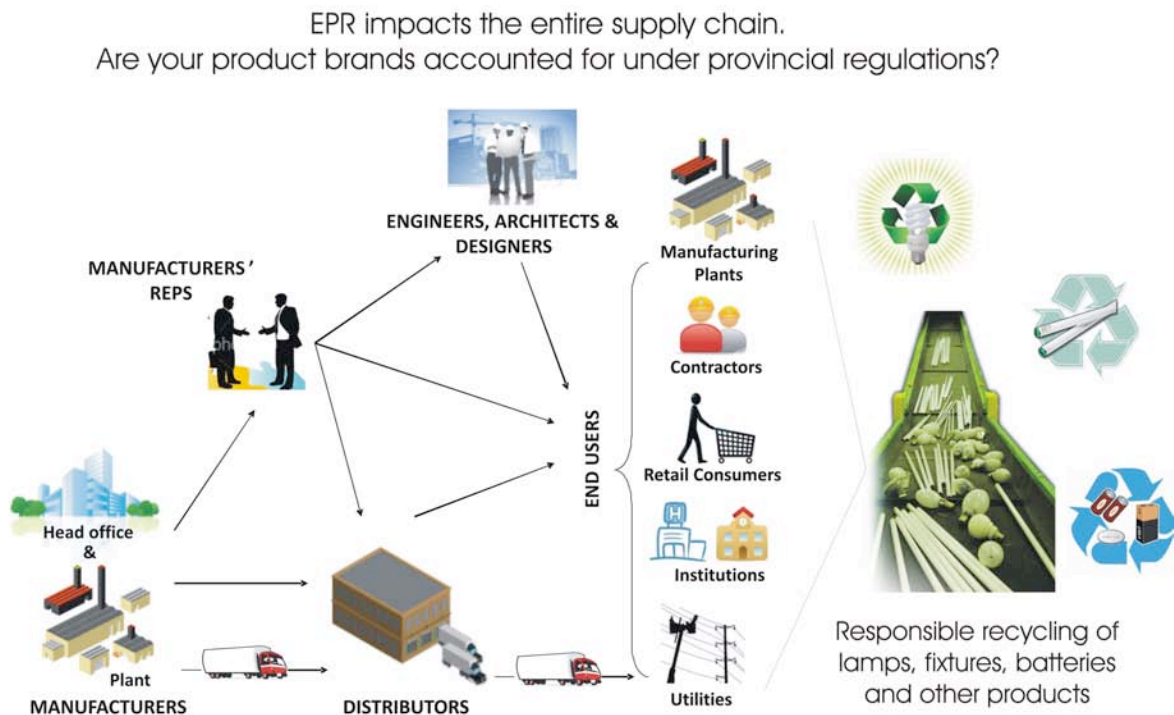 EPR impacts the entire supply chain.
Are your product brands accounted for under provincial regulations?
ENGINEERS, ARCHITECTS &
DESIGNERS
MANUFACTURERS'
REPS
Head office
&
Plant
MANUFACTURERS
DISTRIBUTORS
END USERS
Manufacturing
Plants
Contractors
Retail Consumers
H
Institutions
Utilities
Responsible recycling of
lamps, fixtures, batteries
and other products